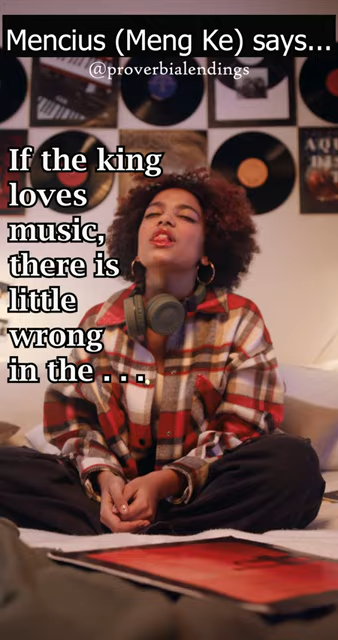 Mencius (Meng Ke) says...
@proverbialendings
If the king
loves
music,
there is
little
wrong
in the . . .